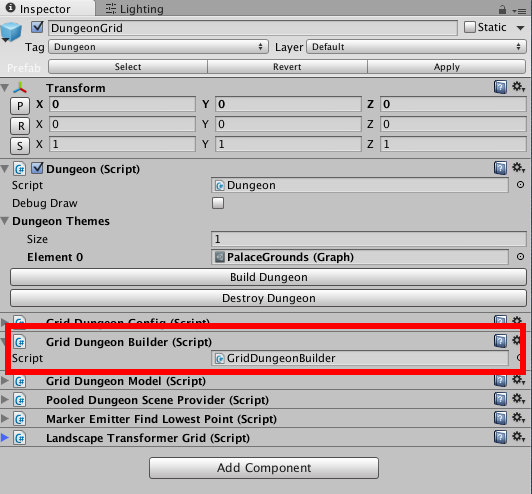 Inspector Lighting
DungeonGrid Static
Tag Dungeon Layer Default
Prefab Select Revert Apply
Transform
P X 0 Y 0 Z 0
R X 0 Y 0 Z 0
S X 1 Y 1 Z 1
Dungeon (Script)
Script Dungeon
Debug Draw
Dungeon Themes
Size 1
Element 0 PalaceGrounds (Graph)
Build Dungeon
Destroy Dungeon
Grid Dungeon Config (Script)
Grid Dungeon Builder (Script)
Script GridDungeonBuilder
Grid Dungeon Model (Script)
Pooled Dungeon Scene Provider (Script)
Marker Emitter Find Lowest Point (Script)
Landscape Transformer Grid (Script)
Add Component